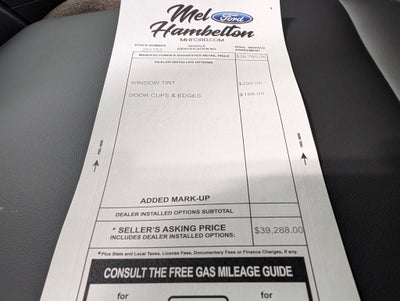 Mel
Ford
Hambelton
MHFORD.COM
STOCK NUMBER
VEHICLE
IDENTIFICATION NO.
MANUFACTURER'S SUGGESTED RETAIL PRICE
DEALER INSTALLED OPTIONS
WINDOW TINT
DOOR CUPS & EDGES $199.00
ADDED MARK-UP
DEALER INSTALLED OPTIONS SUBTOTAL
* SELLER'S ASKING PRICE $39,288.00
INCLUDES DEALER INSTALLED OPTIONS
* Plus State and Local Taxes, License Fees, Documentary Fees or Finance Charges, If any.
CONSULT THE FREE GAS MILEAGE GUIDE
for for